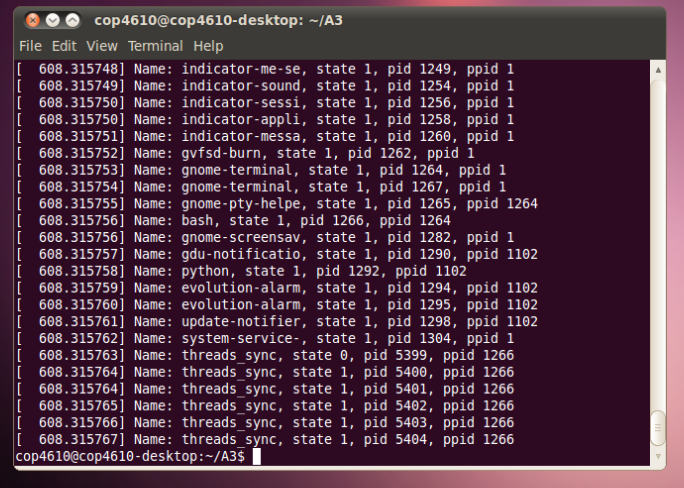 cop4610@cop4610-desktop: ~/A3
File Edit View Terminal Help
[  608.315748] Name: indicator-me-se, state 1, pid 1249, ppid 1
[  608.315749] Name: indicator-sound, state 1, pid 1254, ppid 1
[  608.315750] Name: indicator-sessi, state 1, pid 1256, ppid 1
[  608.315750] Name: indicator-appli, state 1, pid 1258, ppid 1
[  608.315751] Name: indicator-messa, state 1, pid 1260, ppid 1
[  608.315752] Name: gvfsd-burn, state 1, pid 1262, ppid 1
[  608.315753] Name: gnome-terminal, state 1, pid 1264, ppid 1
[  608.315754] Name: gnome-terminal, state 1, pid 1267, ppid 1
[  608.315755] Name: gnome-pty-helpe, state 1, pid 1265, ppid 1264
[  608.315756] Name: bash, state 1, pid 1266, ppid 1264
[  608.315756] Name: gnome-screensav, state 1, pid 1282, ppid 1
[  608.315757] Name: gdu-notificatio, state 1, pid 1290, ppid 1102
[  608.315758] Name: python, state 1, pid 1292, ppid 1102
[  608.315759] Name: evolution-alarm, state 1, pid 1294, ppid 1102
[  608.315760] Name: evolution-alarm, state 1, pid 1295, ppid 1102
[  608.315761] Name: update-notifier, state 1, pid 1298, ppid 1102
[  608.315762] Name: system-service-, state 1, pid 1304, ppid 1
[  608.315763] Name: threads_sync, state 0, pid 5399, ppid 1266
[  608.315764] Name: threads_sync, state 1, pid 5400, ppid 1266
[  608.315764] Name: threads_sync, state 1, pid 5401, ppid 1266
[  608.315765] Name: threads_sync, state 1, pid 5402, ppid 1266
[  608.315766] Name: threads_sync, state 1, pid 5403, ppid 1266
[  608.315767] Name: threads_sync, state 1, pid 5404, ppid 1266
cop4610@cop4610-desktop:~/A3$